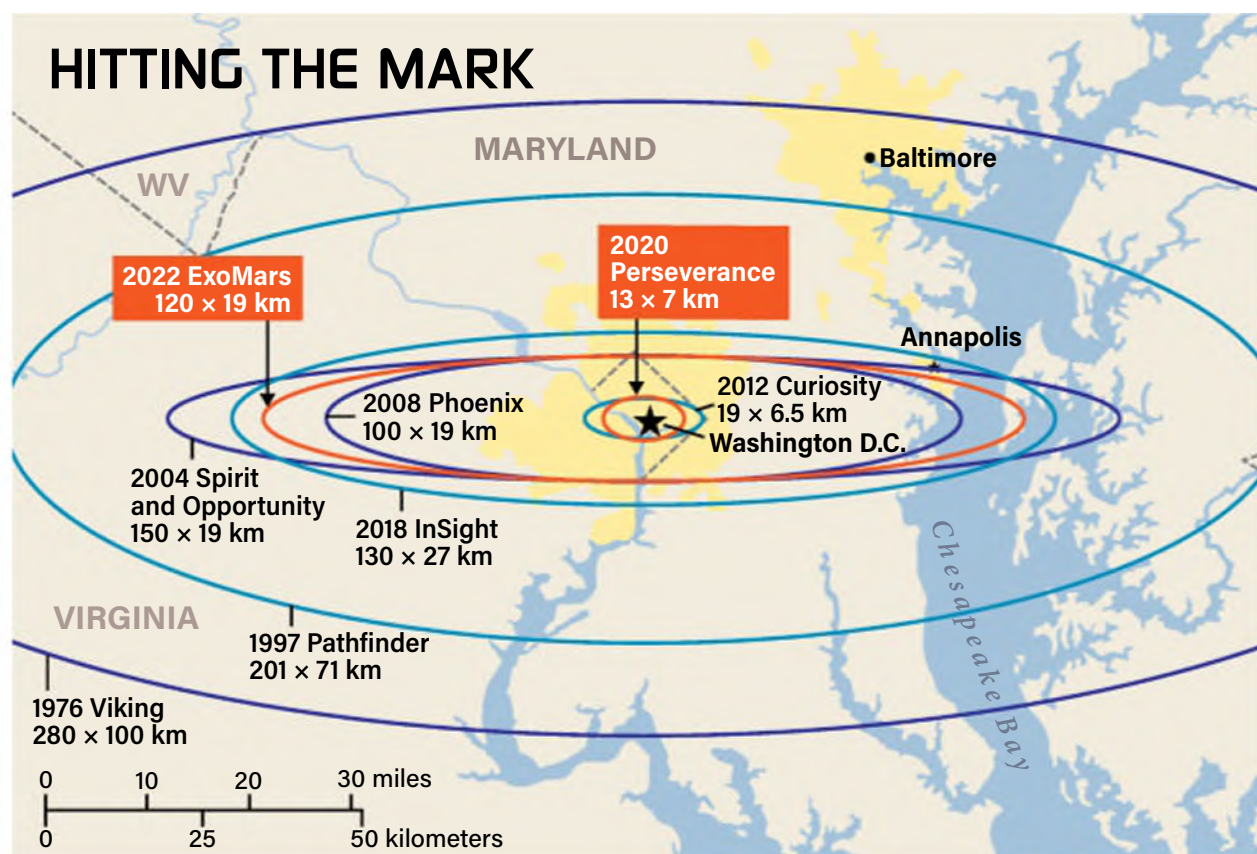 HITTING THE MARK
MARYLAND
WV
Baltimore
2022 ExoMars
120 × 19 km
2020
Perseverance
13 × 7 km
Annapolis
2008 Phoenix
100 × 19 km
2012 Curiosity
19 × 6.5 km
Washington D.C.
2004 Spirit
and Opportunity
150 × 19 km
2018 InSight
130 × 27 km
Chesapeake Bay
VIRGINIA
1997 Pathfinder
201 × 71 km
1976 Viking
280 × 100 km
0 10 20 30 miles
0 25 50 kilometers